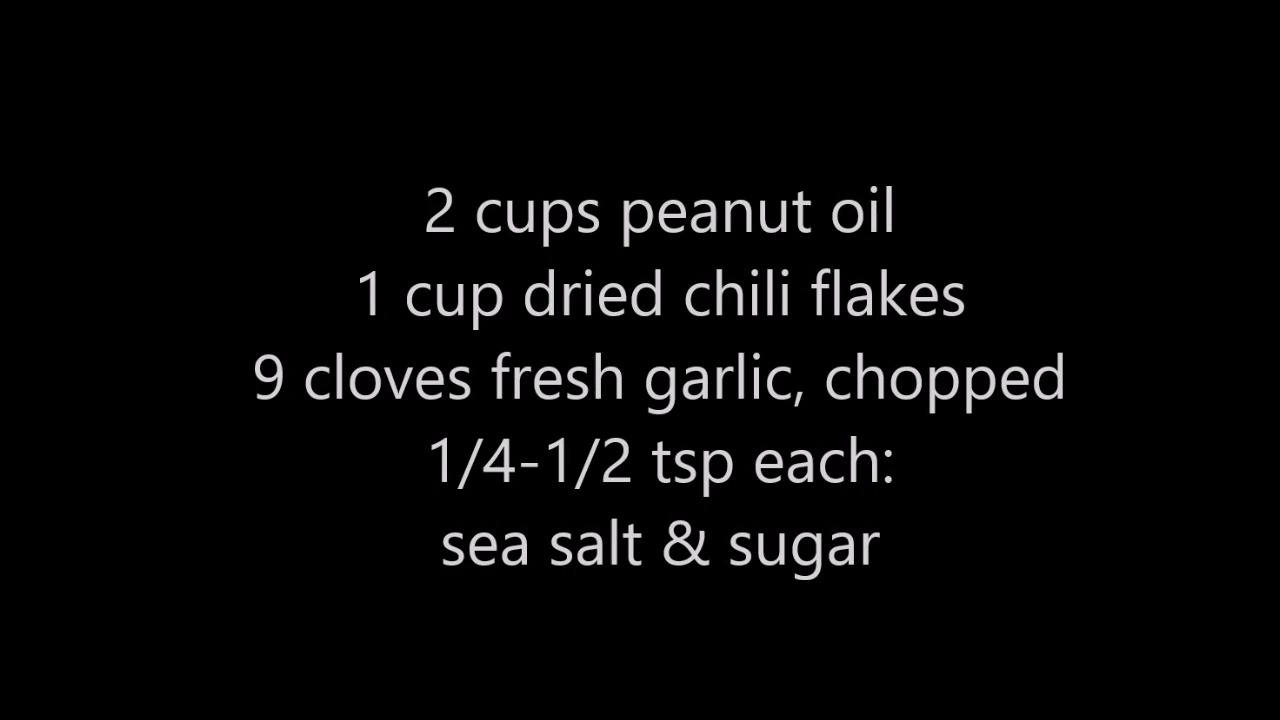 2 cups peanut oil
1 cup dried chili flakes
9 cloves fresh garlic, chopped
1/4-1/2 tsp each:
sea salt & sugar